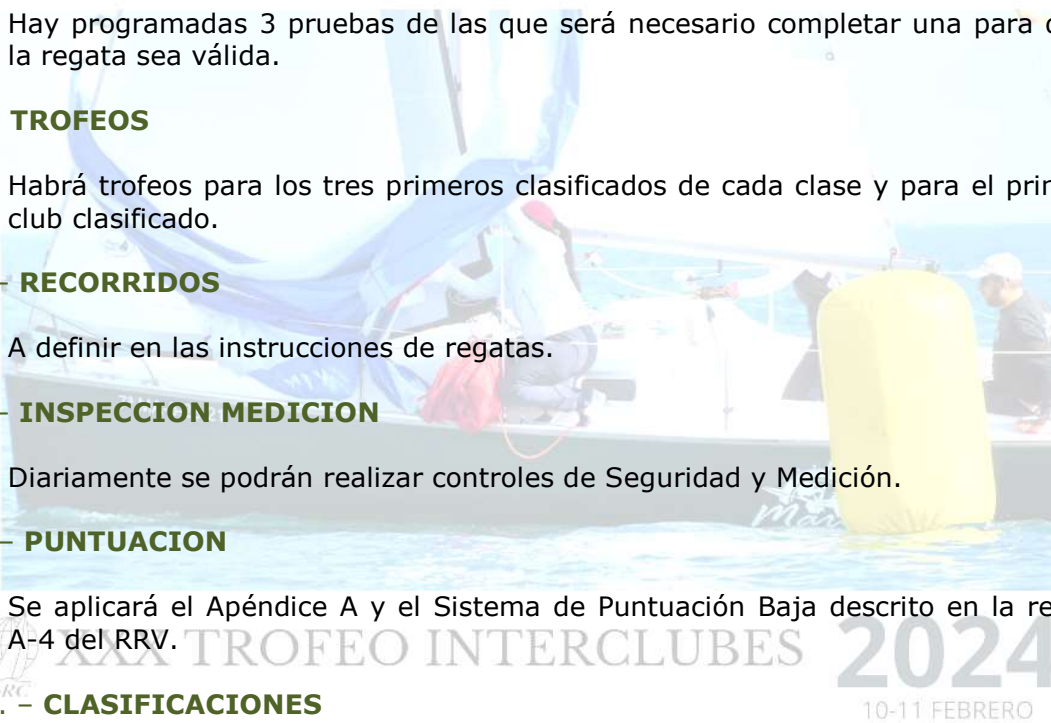 Hay programadas 3 pruebas de las que será necesario completar una para
la regata sea válida.
TROFEOS
Habrá trofeos para los tres primeros clasificados de cada clase y para el
club clasificado.
– RECORRIDOS
A definir en las instrucciones de regatas.
– INSPECCION MEDICION
Diariamente se podrán realizar controles de Seguridad y Medición.
– PUNTUACION
Se aplicará el Apéndice A y el Sistema de Puntuación Baja descrito en la
A-4 del RRV.
XXX TROFEO INTERCLUBES 2024
. – CLASIFICACIONES
10-11 FEBRERO